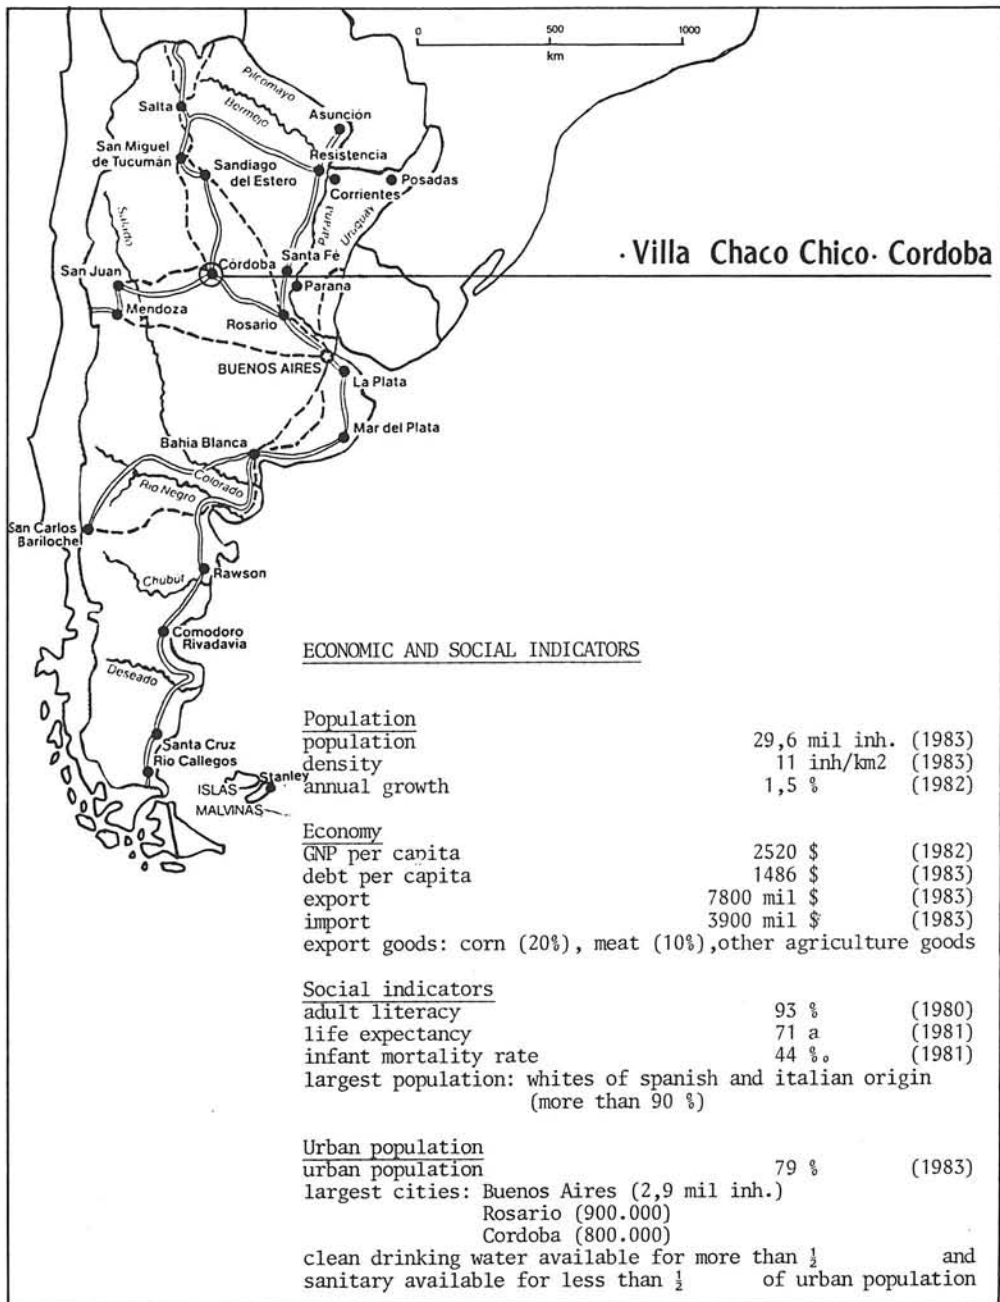 0 500 1000
km
Pilcomayo
Bermejo
Salta
Asunción
San Miguel
de Tucumán
Resistencia
Sandiago
del Estero
Corrientes
Posadas
Salado
Parana
Uruguay
· Villa Chaco Chico · Cordoba
Córdoba
Santa Fé
San Juan
Parana
Mendoza
Rosario
BUENOS AIRES
La Plata
Mar del Plata
Bahia Blanca
Colorado
Rio Negro
San Carlos
Bariloche
Chubut
Rawson
Comodoro
Rivadavia
Deseado
Santa Cruz
Rio Callegos
Stanley
ISLAS
MALVINAS
ECONOMIC AND SOCIAL INDICATORS
Population
population 29,6 mil inh. (1983)
density 11 inh/km2 (1983)
annual growth 1,5 % (1982)
Economy
GNP per capita 2520 $ (1982)
debt per capita 1486 $ (1983)
export 7800 mil $ (1983)
import 3900 mil $ (1983)
export goods: corn (20%), meat (10%),other agriculture goods
Social indicators
adult literacy 93 % (1980)
life expectancy 71 a (1981)
infant mortality rate 44 ‰ (1981)
largest population: whites of spanish and italian origin
(more than 90 %)
Urban population
urban population 79 % (1983)
largest cities: Buenos Aires (2,9 mil inh.)
Rosario (900.000)
Cordoba (800.000)
clean drinking water available for more than ½ and
sanitary available for less than ½ of urban population